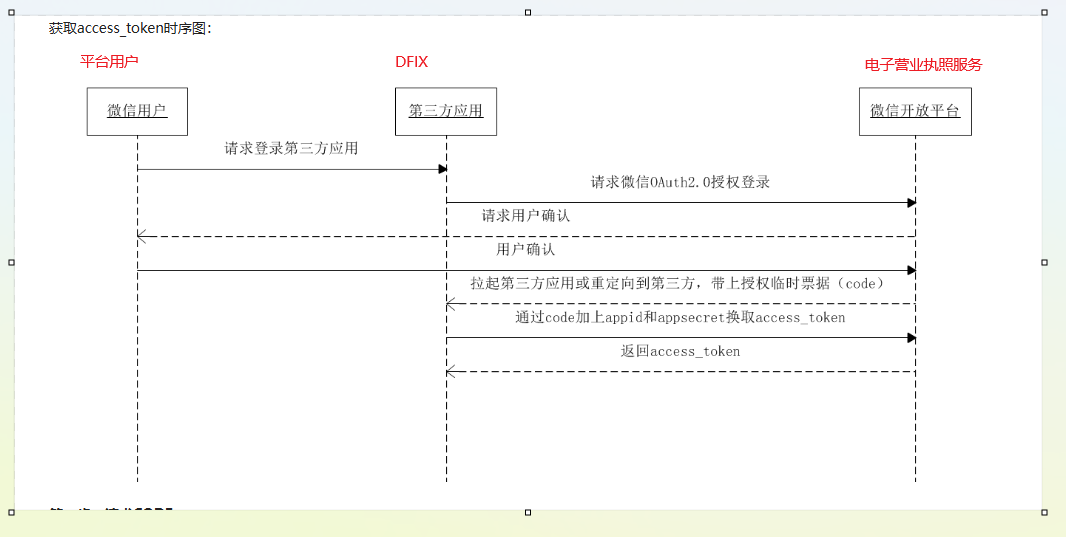 获取access_token时序图:
平台用户
DFIX
电子营业执照服务
微信用户
第三方应用
微信开放平台
请求登录第三方应用
请求微信OAuth2.0授权登录
请求用户确认
用户确认
拉起第三方应用或重定向到第三方，带上授权临时票据（code）
通过code加上appid和appsecret换取access_token
返回access_token